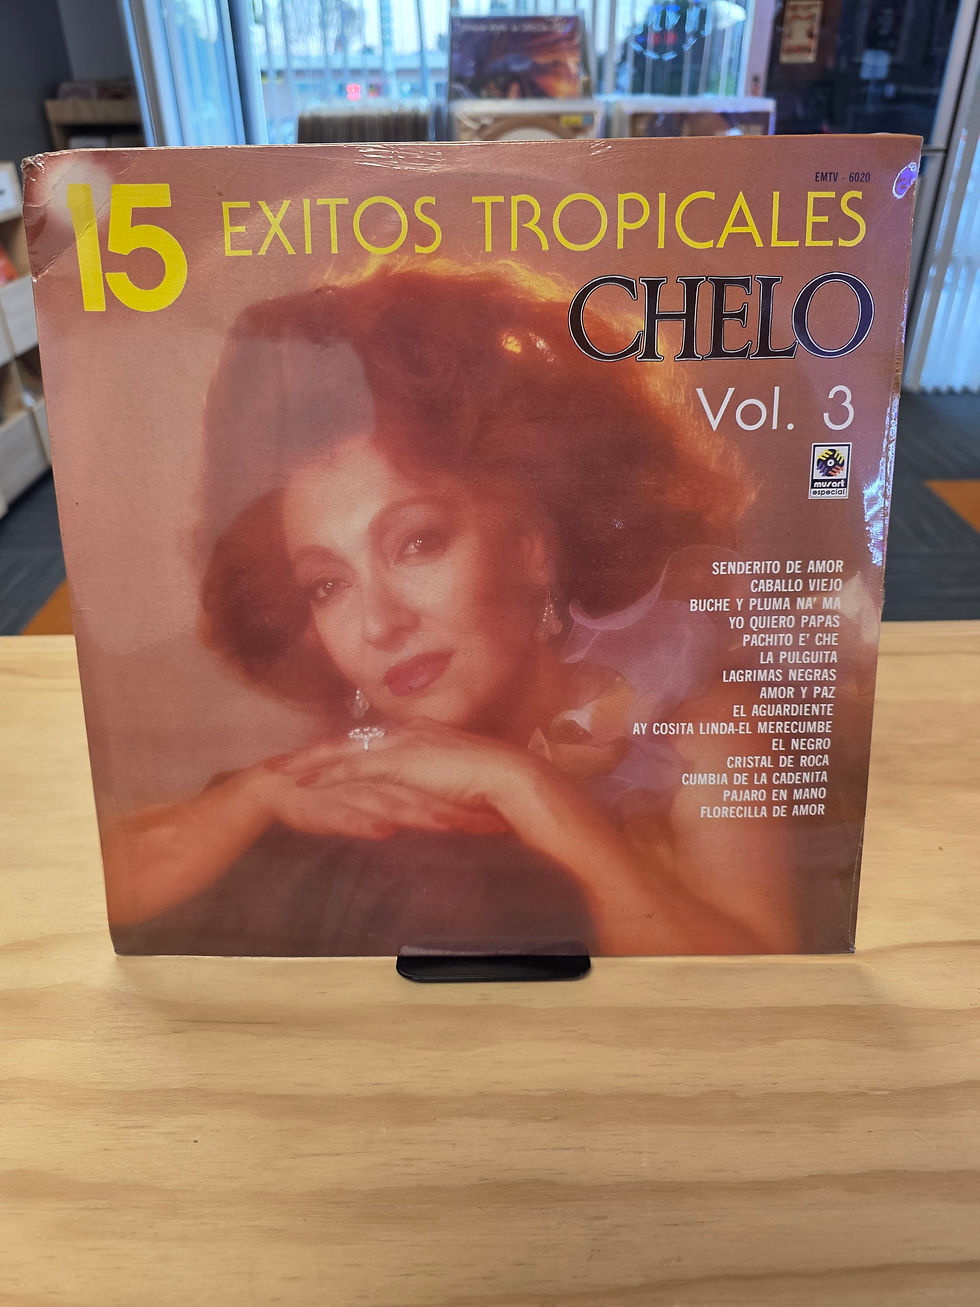 EMTV - 6020
15 EXITOS TROPICALES
CHELO
Vol. 3
musart
especial
SENDERITO DE AMOR
CABALLO VIEJO
BUCHE Y PLUMA NA' MA
YO QUIERO PAPAS
PACHITO E' CHE
LA PULGUITA
LAGRIMAS NEGRAS
AMOR Y PAZ
EL AGUARDIENTE
AY COSITA LINDA-EL MERECUMBE
EL NEGRO
CRISTAL DE ROCA
CUMBIA DE LA CADENITA
PAJARO EN MANO
FLORECILLA DE AMOR